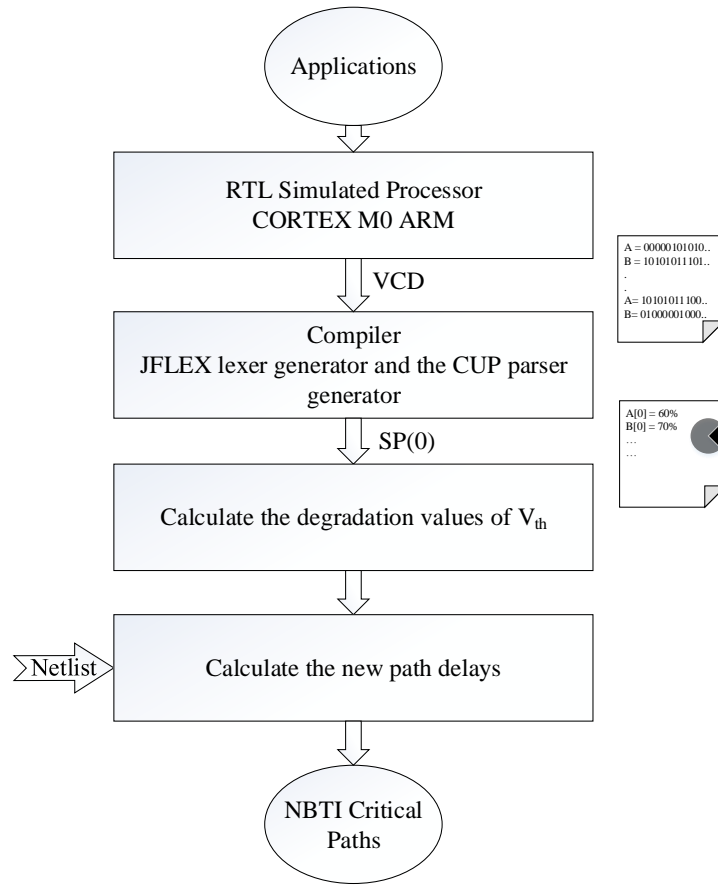 Applications
RTL Simulated Processor
CORTEX M0 ARM
VCD
A = 00000101010..
B = 10101011101..
.
.
A= 10101011100..
B= 01000001000..
Compiler
JFLEX lexer generator and the CUP parser
generator
SP(0)
A[0] = 60%
B[0] = 70%
…
…
Calculate the degradation values of Vth
Netlist
Calculate the new path delays
NBTI Critical
Paths